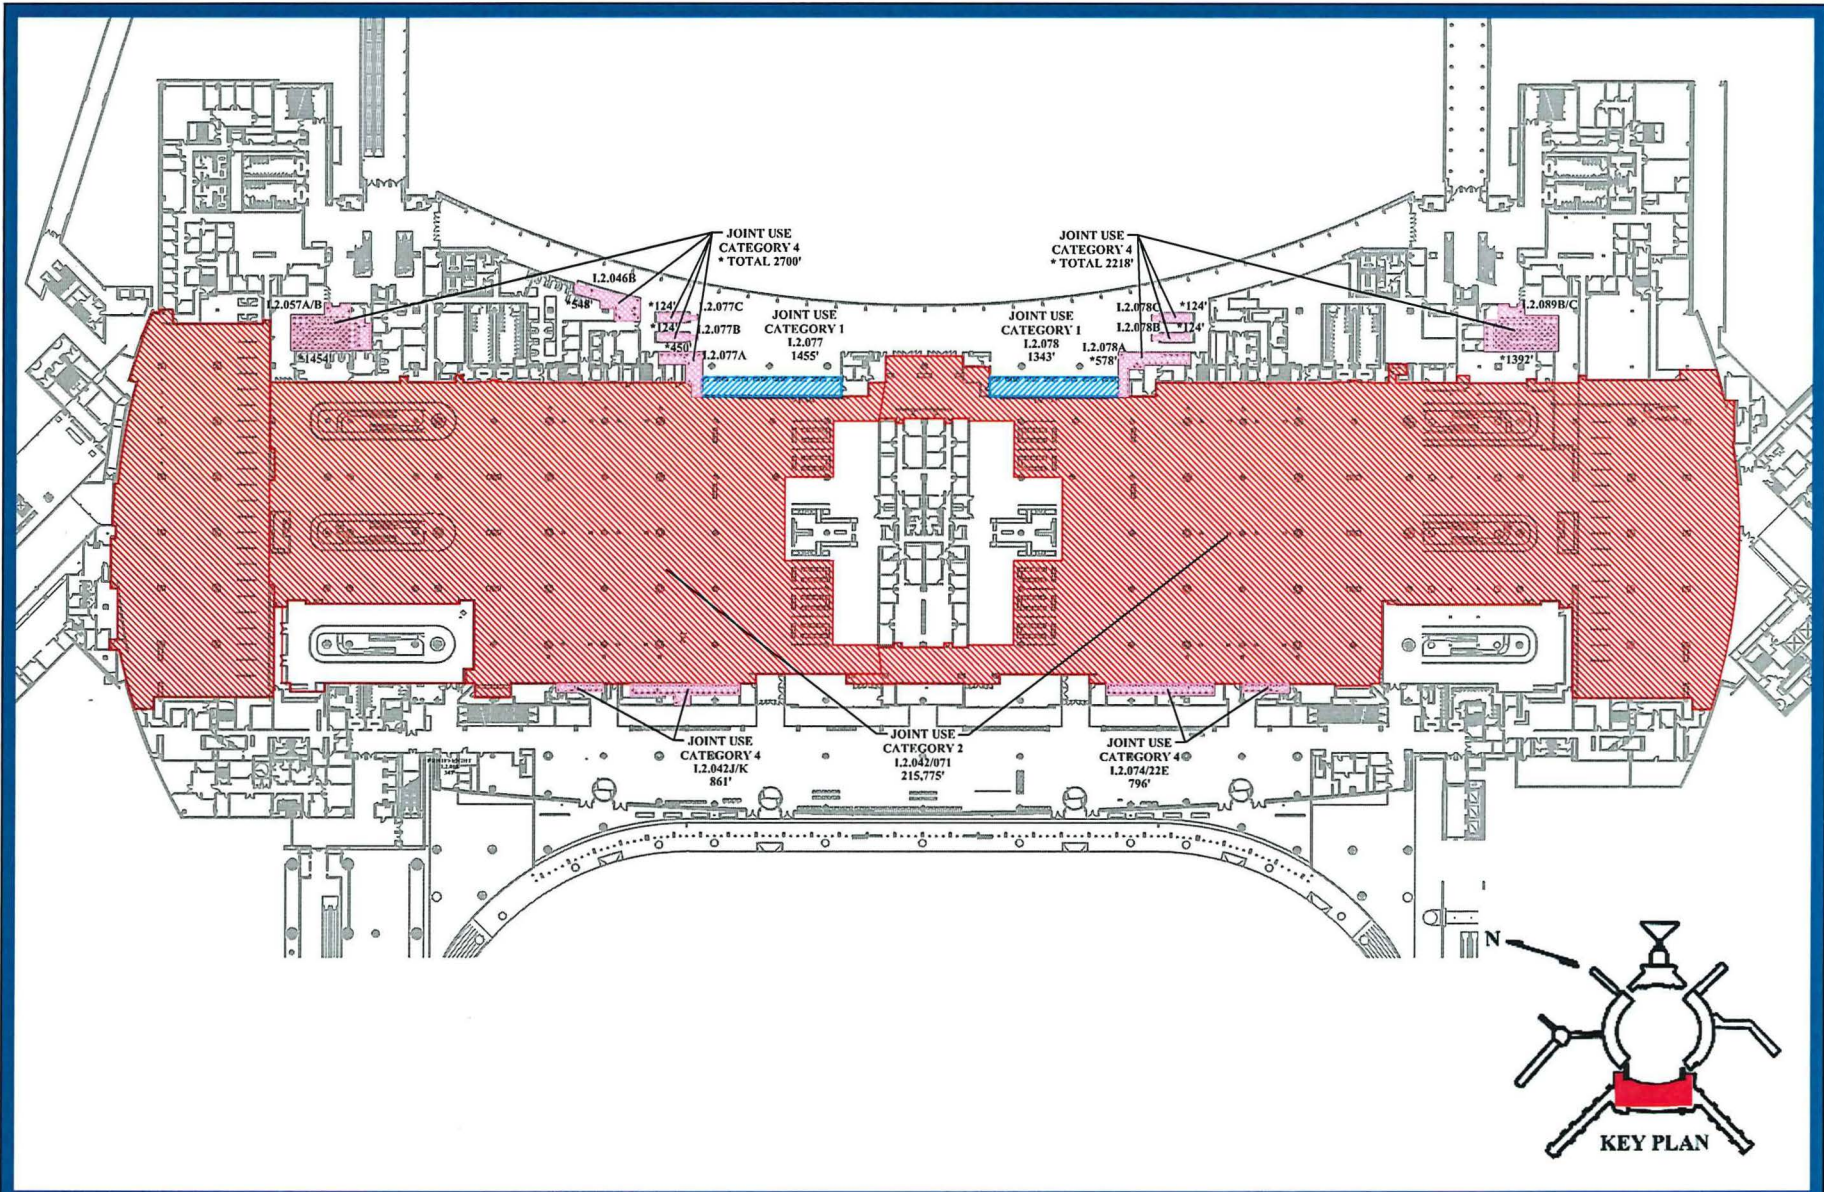 JOINT USE
CATEGORY 4
* TOTAL 2700'
JOINT USE
CATEGORY 4
* TOTAL 2218'
I.2.046B
*548'
I.2.057A/B
*1454'
*124'
I.2.077C
*124'
I.2.077B
*450'
I.2.077A
JOINT USE
CATEGORY 1
I.2.077
1455'
JOINT USE
CATEGORY 1
I.2.078
1343'
I.2.078C
*124'
I.2.078B
*124'
I.2.078A
*578'
I.2.089B/C
*1392'
JOINT USE
CATEGORY 4
I.2.042J/K
861'
JOINT USE
CATEGORY 2
I.2.042/071
215,775'
JOINT USE
CATEGORY 4
I.2.074/22E
796'
N
KEY PLAN